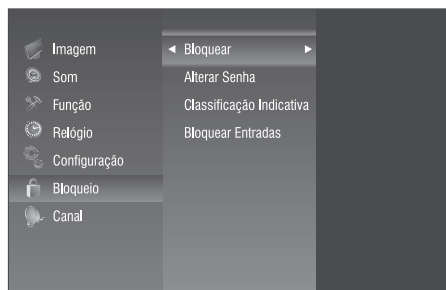 Imagem
Som
Função
Relógio
Configuração
Bloqueio
Canal
Bloquear
Alterar Senha
Classificação Indicativa
Bloquear Entradas